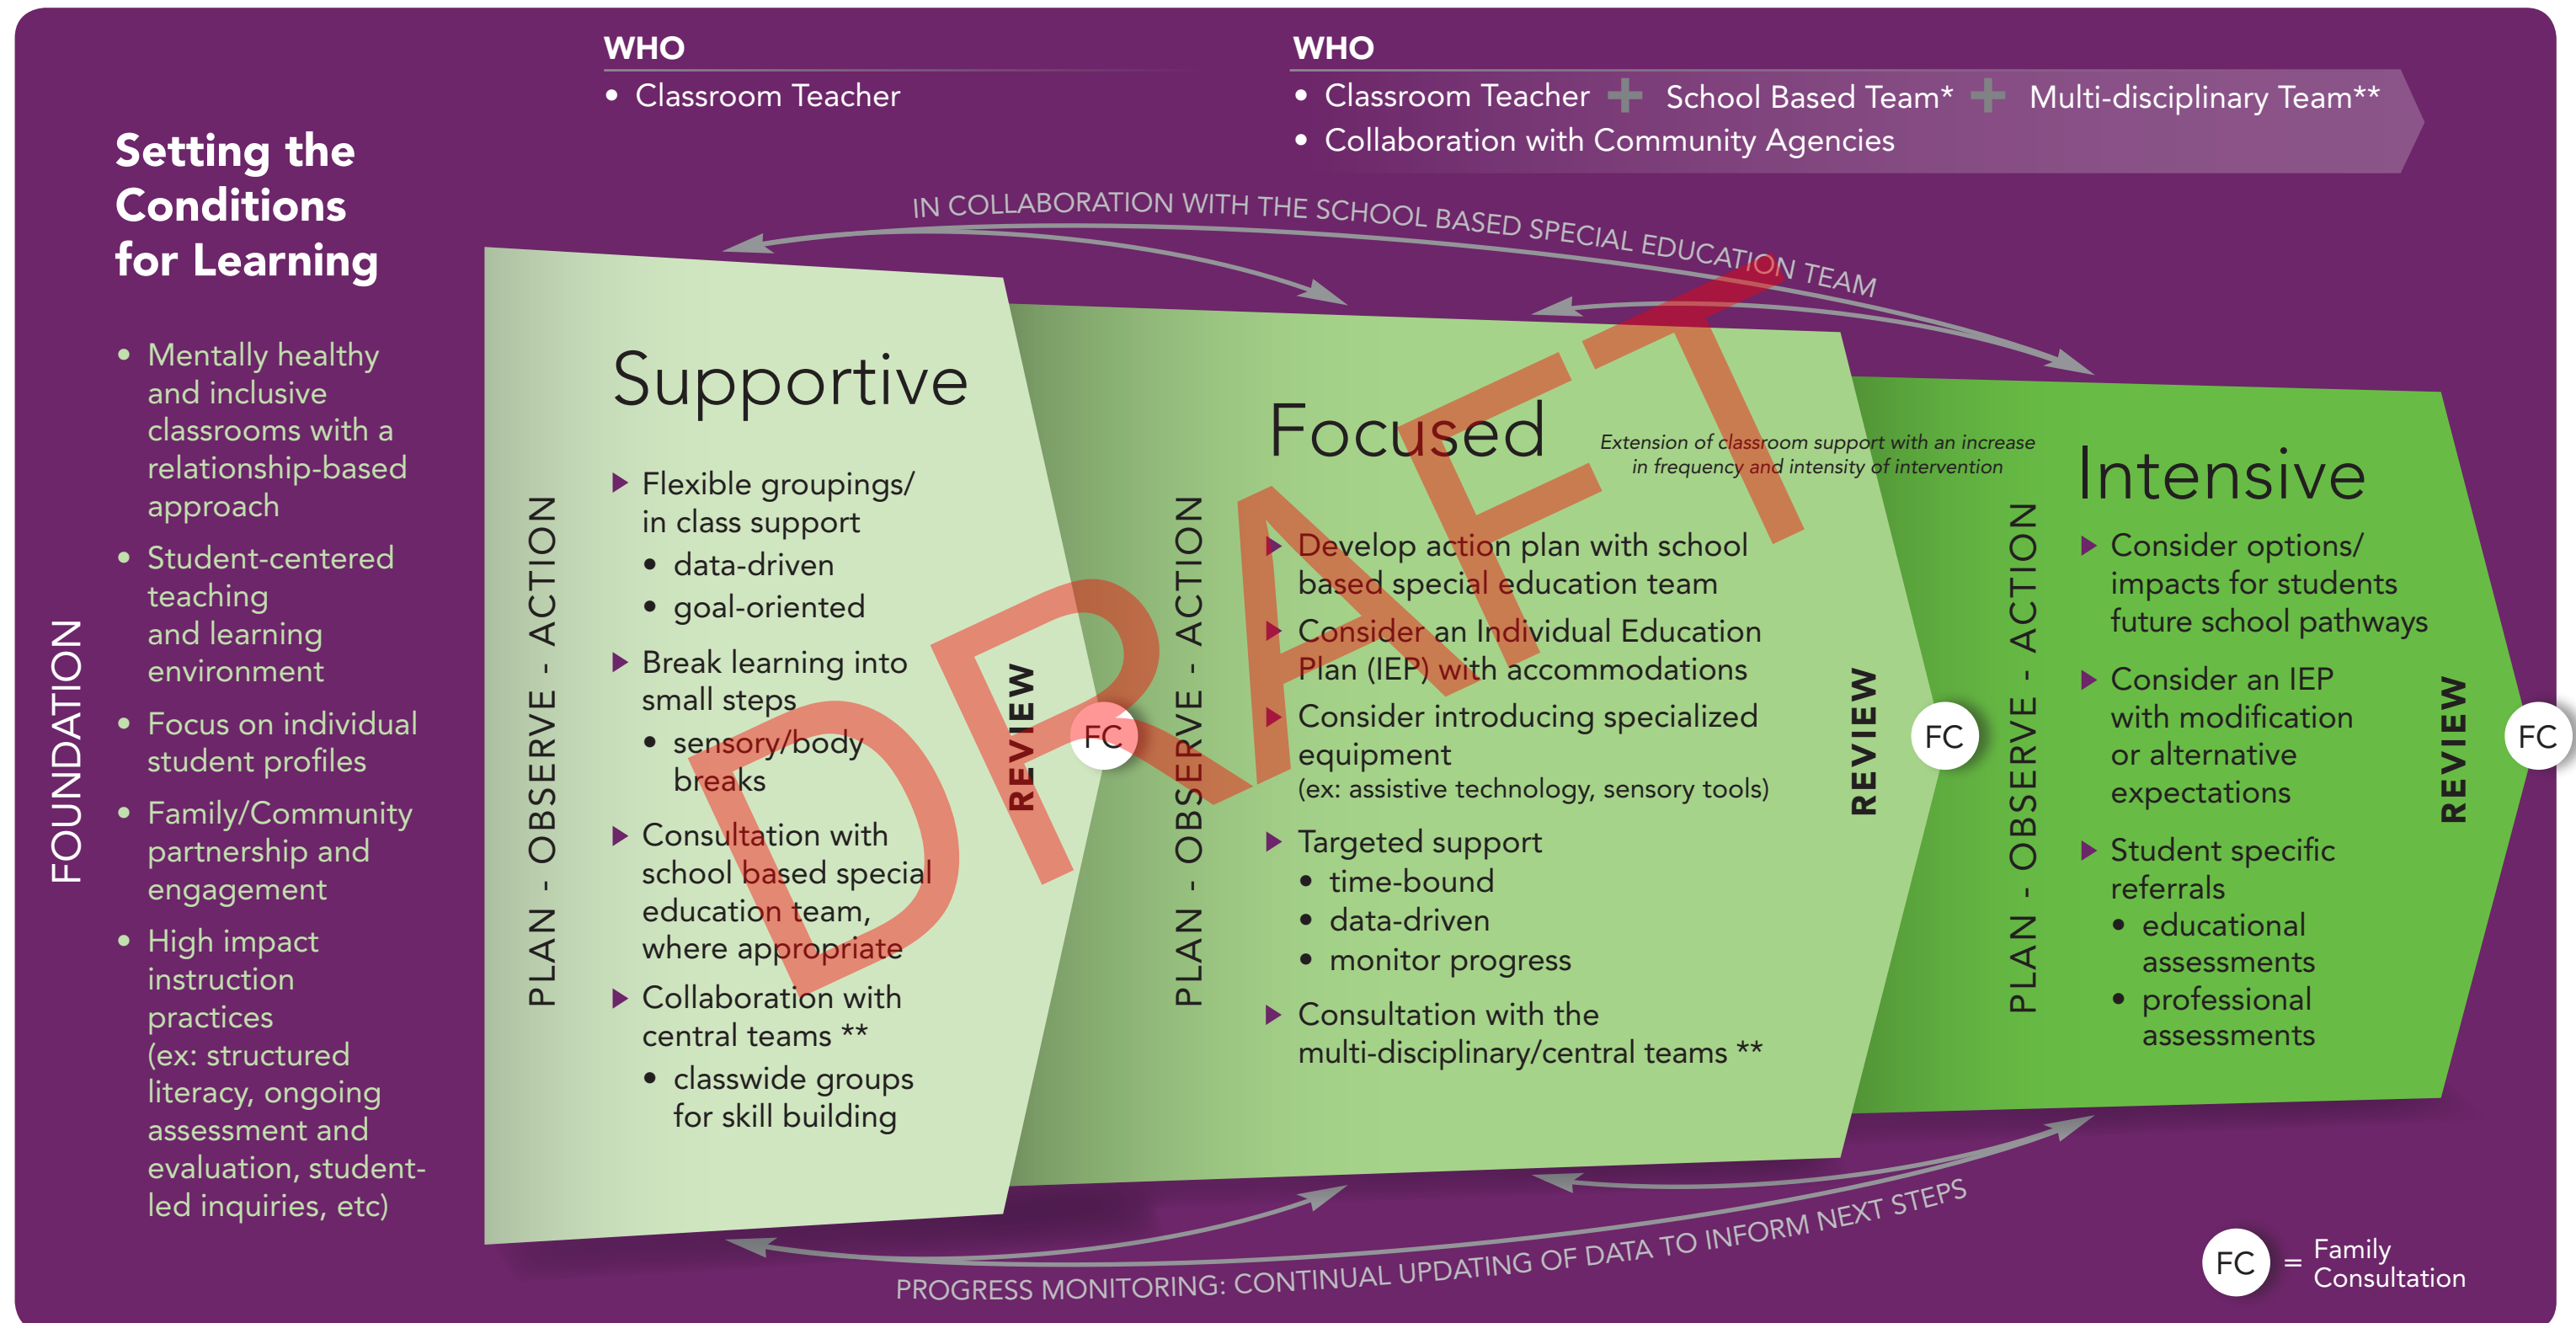 WHO
• Classroom Teacher
WHO
• Classroom Teacher + School Based Team* + Multi-disciplinary Team**
• Collaboration with Community Agencies
Setting the
Conditions
for Learning
FOUNDATION
• Mentally healthy
and inclusive
classrooms with a
relationship-based
approach
• Student-centered
teaching
and learning
environment
• Focus on individual
student profiles
• Family/Community
partnership and
engagement
• High impact
instruction
practices
(ex: structured
literacy, ongoing
assessment and
evaluation, student-
led inquiries, etc)
IN COLLABORATION WITH THE SCHOOL BASED SPECIAL EDUCATION TEAM
PLAN - OBSERVE - ACTION
Supportive
Flexible groupings/
in class support
• data-driven
• goal-oriented
Break learning into
small steps
• sensory/body
breaks
Consultation with
school based special
education team,
where appropriate
Collaboration with
central teams **
• classwide groups
for skill building
REVIEW
FC
PLAN - OBSERVE - ACTION
Focused
Extension of classroom support with an increase
in frequency and intensity of intervention
Develop action plan with school
based special education team
Consider an Individual Education
Plan (IEP) with accommodations
Consider introducing specialized
equipment
(ex: assistive technology, sensory tools)
Targeted support
• time-bound
• data-driven
• monitor progress
Consultation with the
multi-disciplinary/central teams **
REVIEW
FC
PLAN - OBSERVE - ACTION
Intensive
Consider options/
impacts for students
future school pathways
Consider an IEP
with modification
or alternative
expectations
Student specific
referrals
• educational
assessments
• professional
assessments
REVIEW
FC
DRAFT
PROGRESS MONITORING: CONTINUAL UPDATING OF DATA TO INFORM NEXT STEPS
FC = Family
Consultation